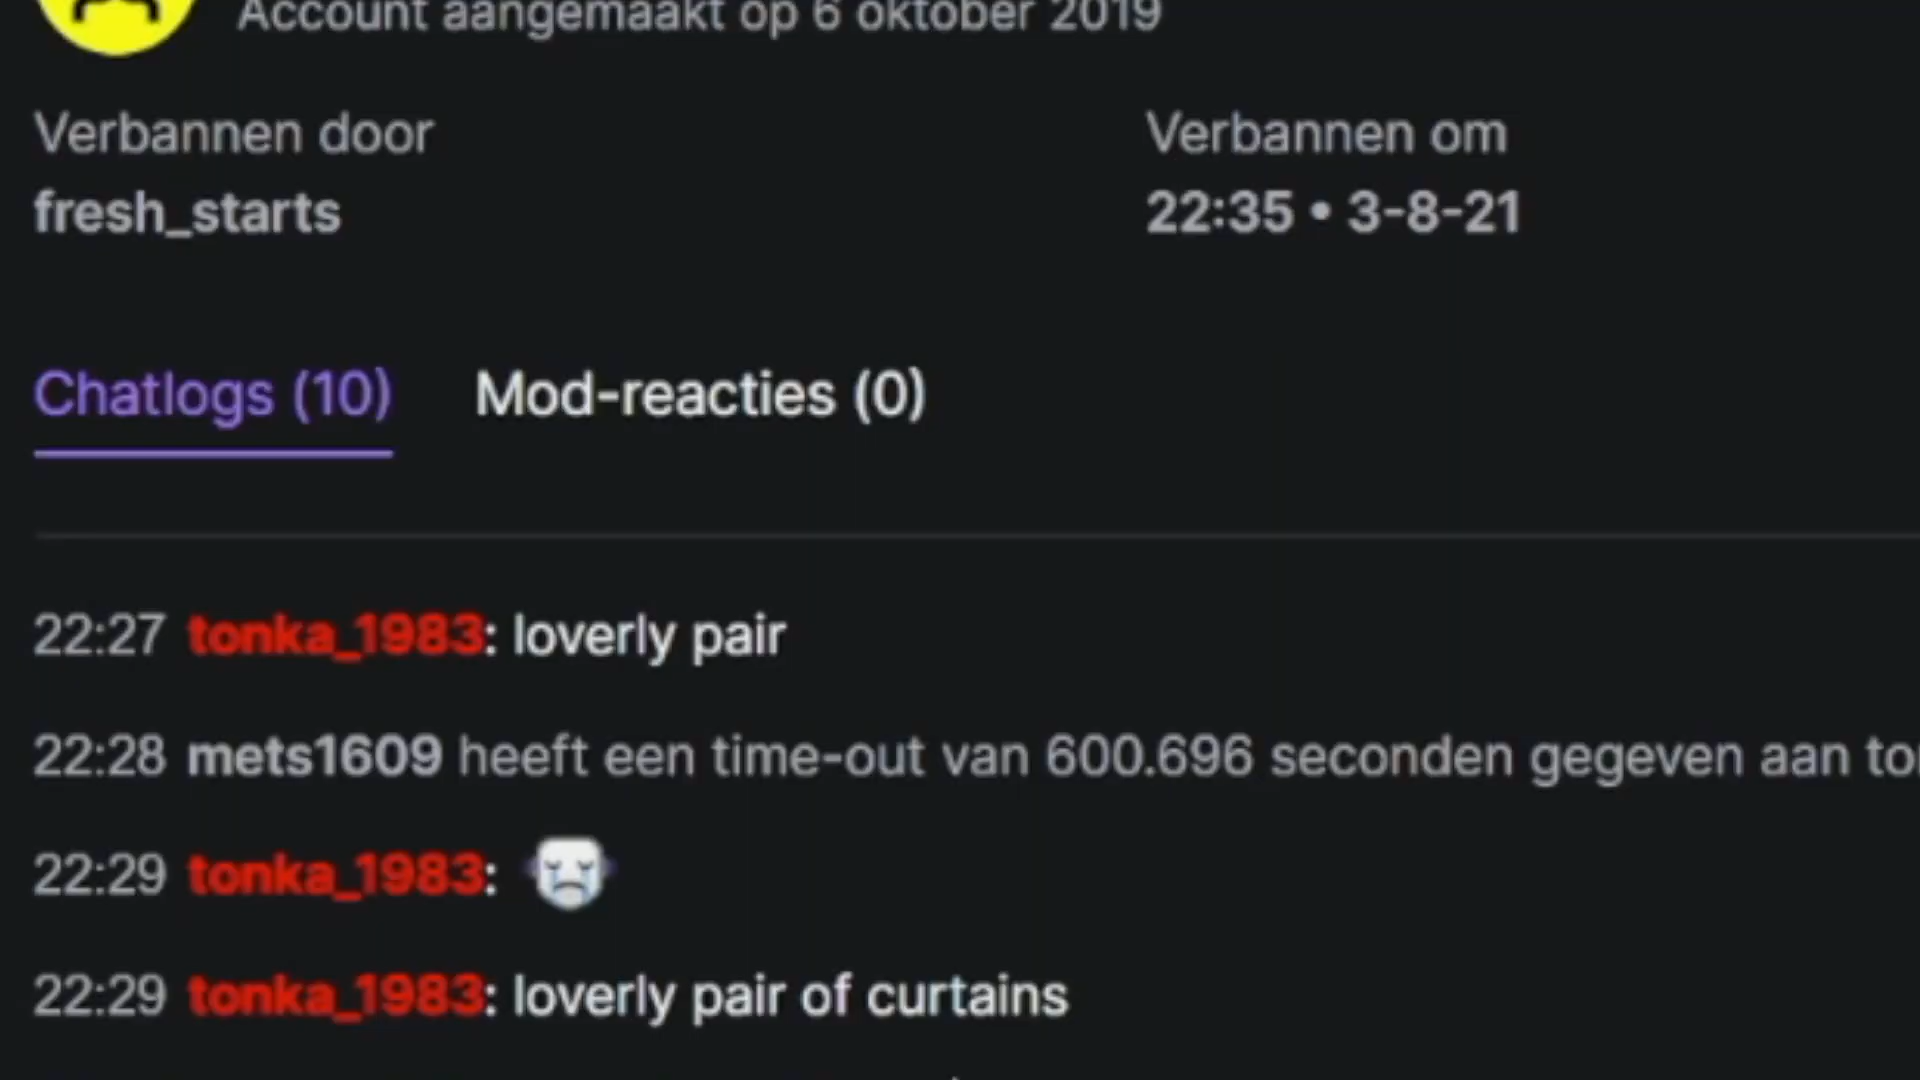 Account aangemaakt op 6 oktober 2019
Verbannen door
Verbannen om
fresh_starts
22:35 • 3-8-21
Chatlogs (10)
Mod-reacties (0)
22:27 tonka_1983: loverly pair
22:28 mets1609 heeft een time-out van 600.696 seconden gegeven aan
22:29 tonka_1983:
22:29 tonka_1983: loverly pair of curtains